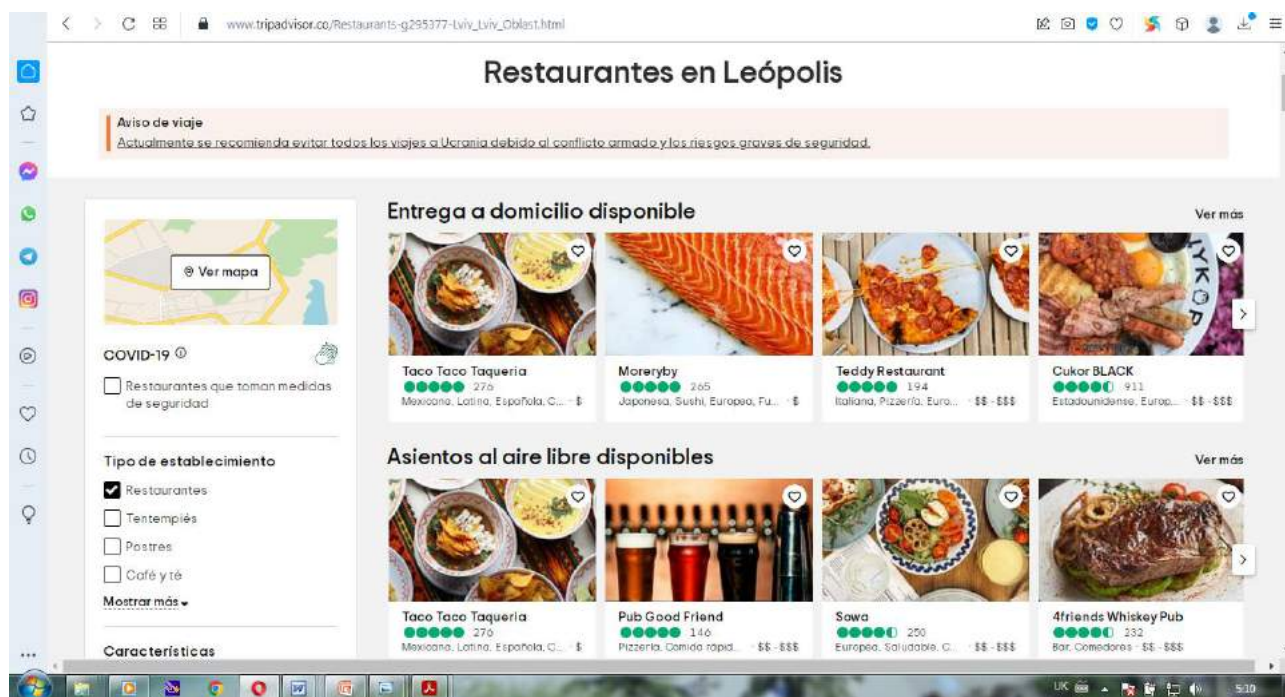 www.tripadvisor.co/Restaurants-g295377-Lviv_Lviv_Oblast.html
Restaurantes en Leópolis
Aviso de viaje
Actualmente se recomienda evitar todos los viajes a Ucrania debido al conflicto armado y los riesgos graves de seguridad.
Ver mapa
COVID-19
Restaurantes que toman medidas
de seguridad
Tipo de establecimiento
Restaurantes
Tentempiés
Postres
Café y té
Mostrar más
Características
Entrega a domicilio disponible
Ver más
Taco Taco Taqueria
276
Mexicana, Latina, Española, C... · $
Moreryby
265
Japonesa, Sushi, Europea, Fu... · $
Teddy Restaurant
194
Italiana, Pizzería, Euro... · $$ - $$$
Cukor BLACK
911
Estadounidense, Europ... · $$ - $$$
Asientos al aire libre disponibles
Ver más
Taco Taco Taqueria
276
Mexicana, Latina, Española, C... · $
Pub Good Friend
146
Pizzería, Comida rápid... · $$ - $$$
Sowa
250
Europea, Saludable, C... · $$ - $$$
4friends Whiskey Pub
232
Bar, Comedores · $$ - $$$
UK
5:10